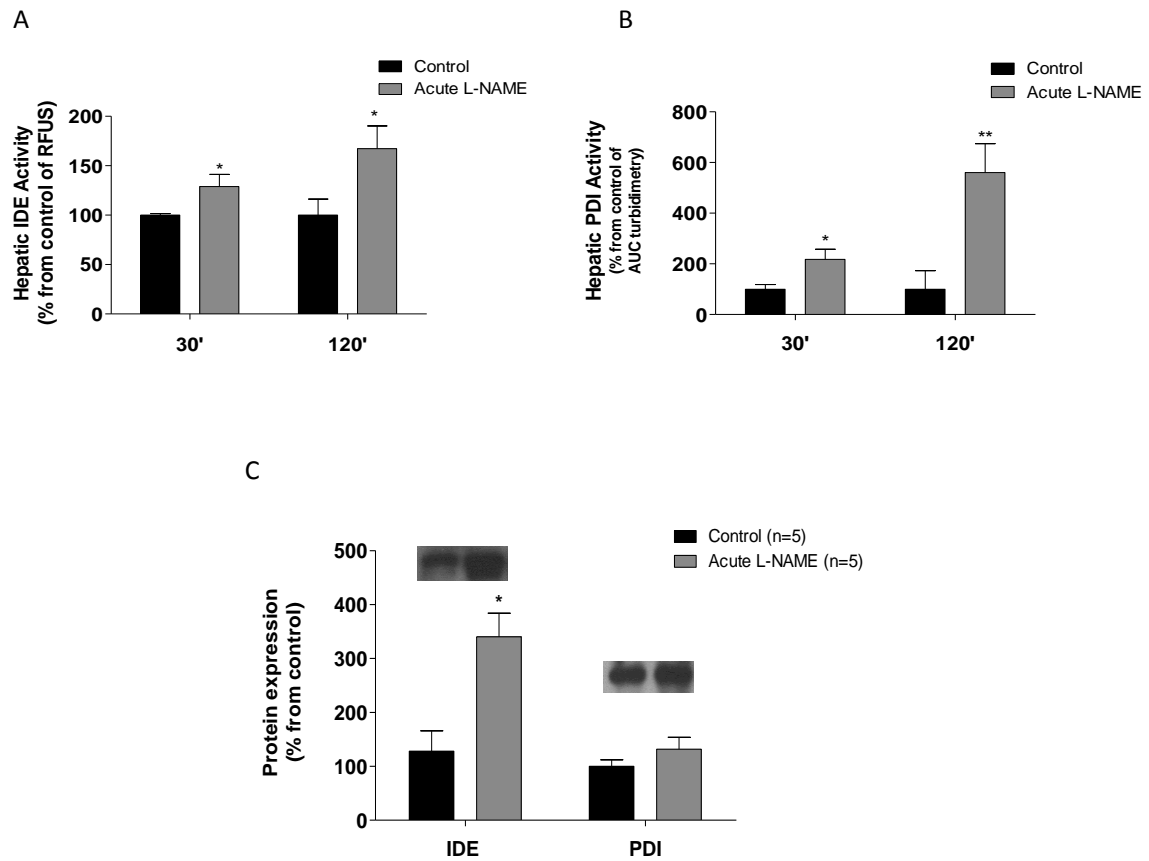 A
Control
Acute L-NAME
Hepatic IDE Activity
(% from control of RFUS)
200
150
100
50
0
*
*
30'
120'
B
Control
Acute L-NAME
Hepatic PDI Activity
(% from control of
AUC turbidimetry)
800
600
400
200
0
*
**
30'
120'
C
Control (n=5)
Acute L-NAME (n=5)
Protein expression
(% from control)
500
400
300
200
100
0
*
IDE
PDI